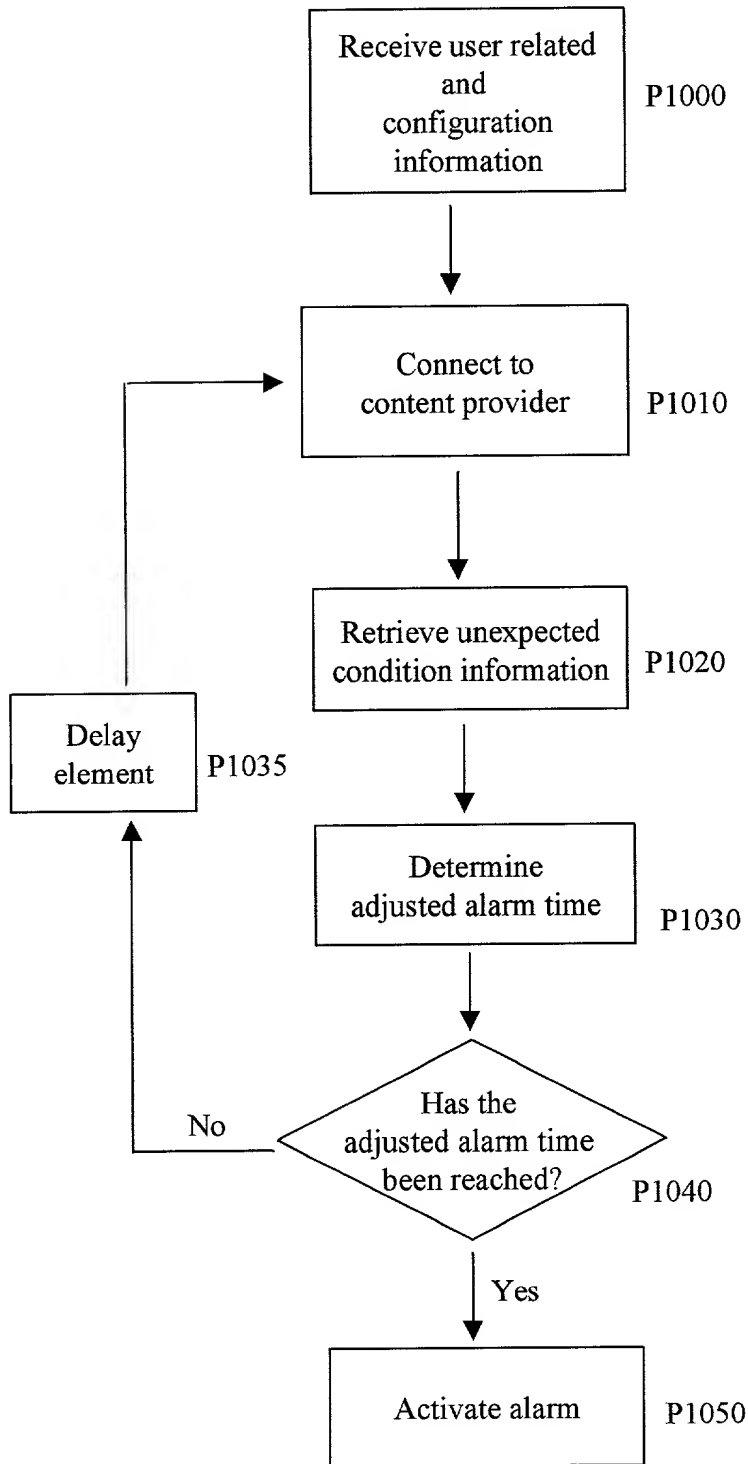 Receive user related
and
configuration
information
P1000
Connect to
content provider
P1010
Retrieve unexpected
condition information
P1020
Delay
element
P1035
Determine
adjusted alarm time
P1030
Has the
adjusted alarm time
been reached?
No
P1040
Yes
Activate alarm
P1050